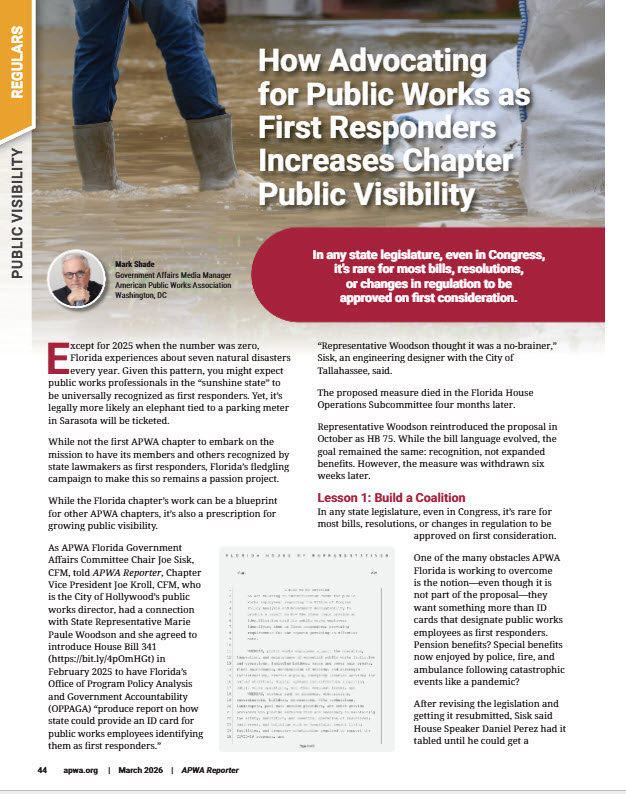 REGULARS
PUBLIC VISIBILITY
How Advocating
for Public Works as
First Responders
Increases Chapter
Public Visibility
Mark Shade
Government Affairs Media Manager
American Public Works Association
Washington, DC
In any state legislature, even in Congress,
it’s rare for most bills, resolutions,
or changes in regulation to be
approved on first consideration.
Except for 2025 when the number was zero,
Florida experiences about seven natural disasters
every year. Given this pattern, you might expect
public works professionals in the “sunshine state” to
be universally recognized as first responders. Yet, it’s
legally more likely an elephant tied to a parking meter
in Sarasota will be ticketed.
While not the first APWA chapter to embark on the
mission to have its members and others recognized by
state lawmakers as first responders, Florida’s fledgling
campaign to make this so remains a passion project.
While the Florida chapter’s work can be a blueprint
for other APWA chapters, it’s also a prescription for
growing public visibility.
As APWA Florida Government
Affairs Committee Chair Joe Sisk,
CFM, told APWA Reporter, Chapter
Vice President Joe Kroll, CFM, who
is the City of Hollywood’s public
works director, had a connection
with State Representative Marie
Paule Woodson and she agreed to
introduce House Bill 341
(https://bit.ly/4pOmHGt) in
February 2025 to have Florida’s
Office of Program Policy Analysis
and Government Accountability
(OPPAGA) “produce report on how
state could provide an ID card for
public works employees identifying
them as first responders.”
FLORIDA HOUSE OF REPRESENTATIVES
“Representative Woodson thought it was a no-brainer,”
Sisk, an engineering designer with the City of
Tallahassee, said.
The proposed measure died in the Florida House
Operations Subcommittee four months later.
Representative Woodson reintroduced the proposal in
October as HB 75. While the bill language evolved, the
goal remained the same: recognition, not expanded
benefits. However, the measure was withdrawn six
weeks later.
Lesson 1: Build a Coalition
In any state legislature, even in Congress, it’s rare for
most bills, resolutions, or changes in regulation to be
approved on first consideration.
One of the many obstacles APWA
Florida is working to overcome
is the notion—even though it is
not part of the proposal—they
want something more than ID
cards that designate public works
employees as first responders.
Pension benefits? Special benefits
now enjoyed by police, fire, and
ambulance following catastrophic
events like a pandemic?
After revising the legislation and
getting it resubmitted, Sisk said
House Speaker Daniel Perez had it
tabled until he could get a
44 apwa.org | March 2026 | APWA Reporter